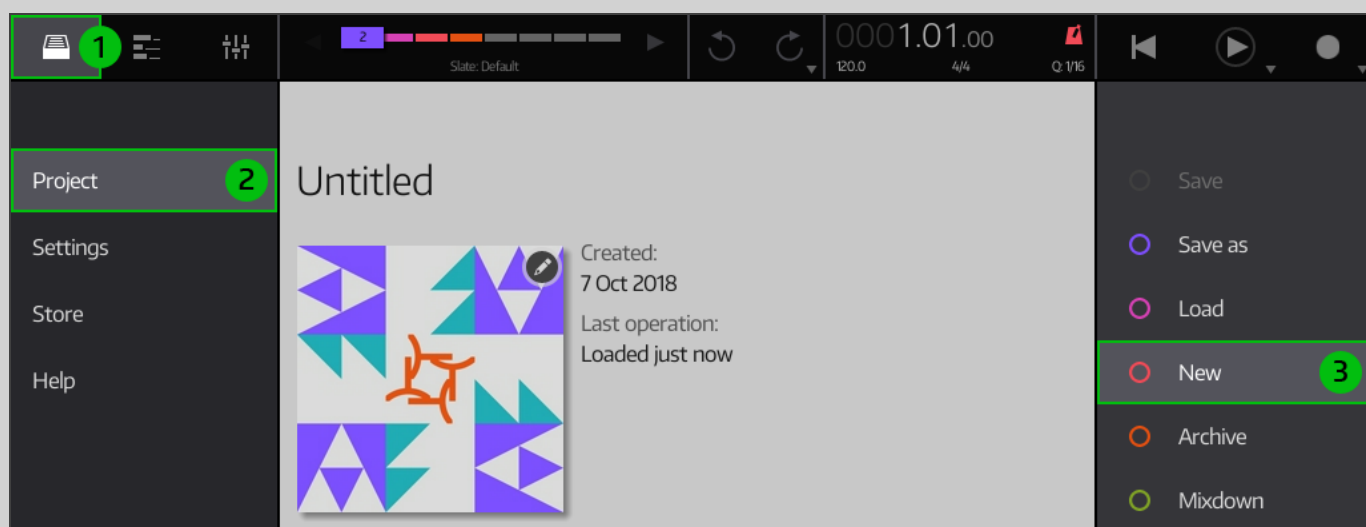 1
2
Slate: Default
0001.01.00
120.0
4/4
Q: 1/16
Project
2
Settings
Store
Help
Untitled
Created:
7 Oct 2018
Last operation:
Loaded just now
Save
Save as
Load
New
3
Archive
Mixdown